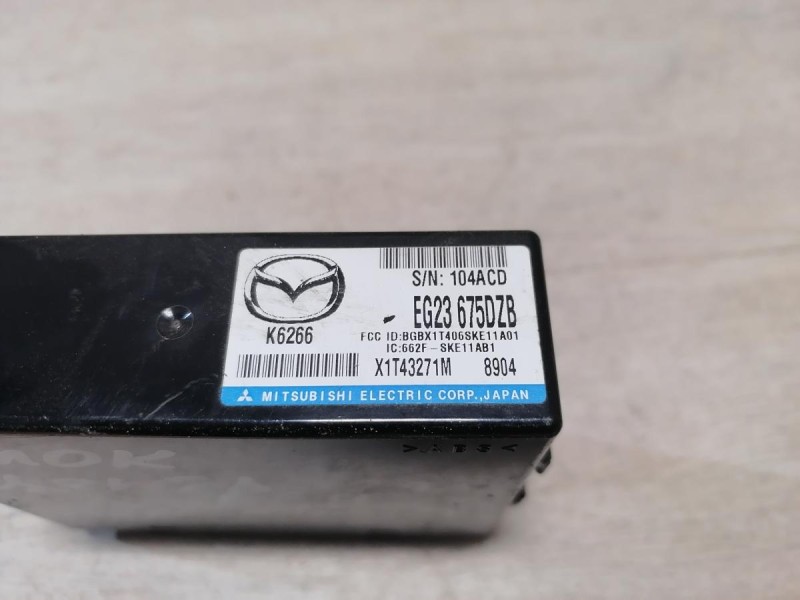 S/N: 104ACD
EG23 675DZB
K6266
FCC ID:BGBX1T406SKE11A01
IC:662F-SKE11AB1
X1T43271M 8904
MITSUBISHI ELECTRIC CORP.,JAPAN